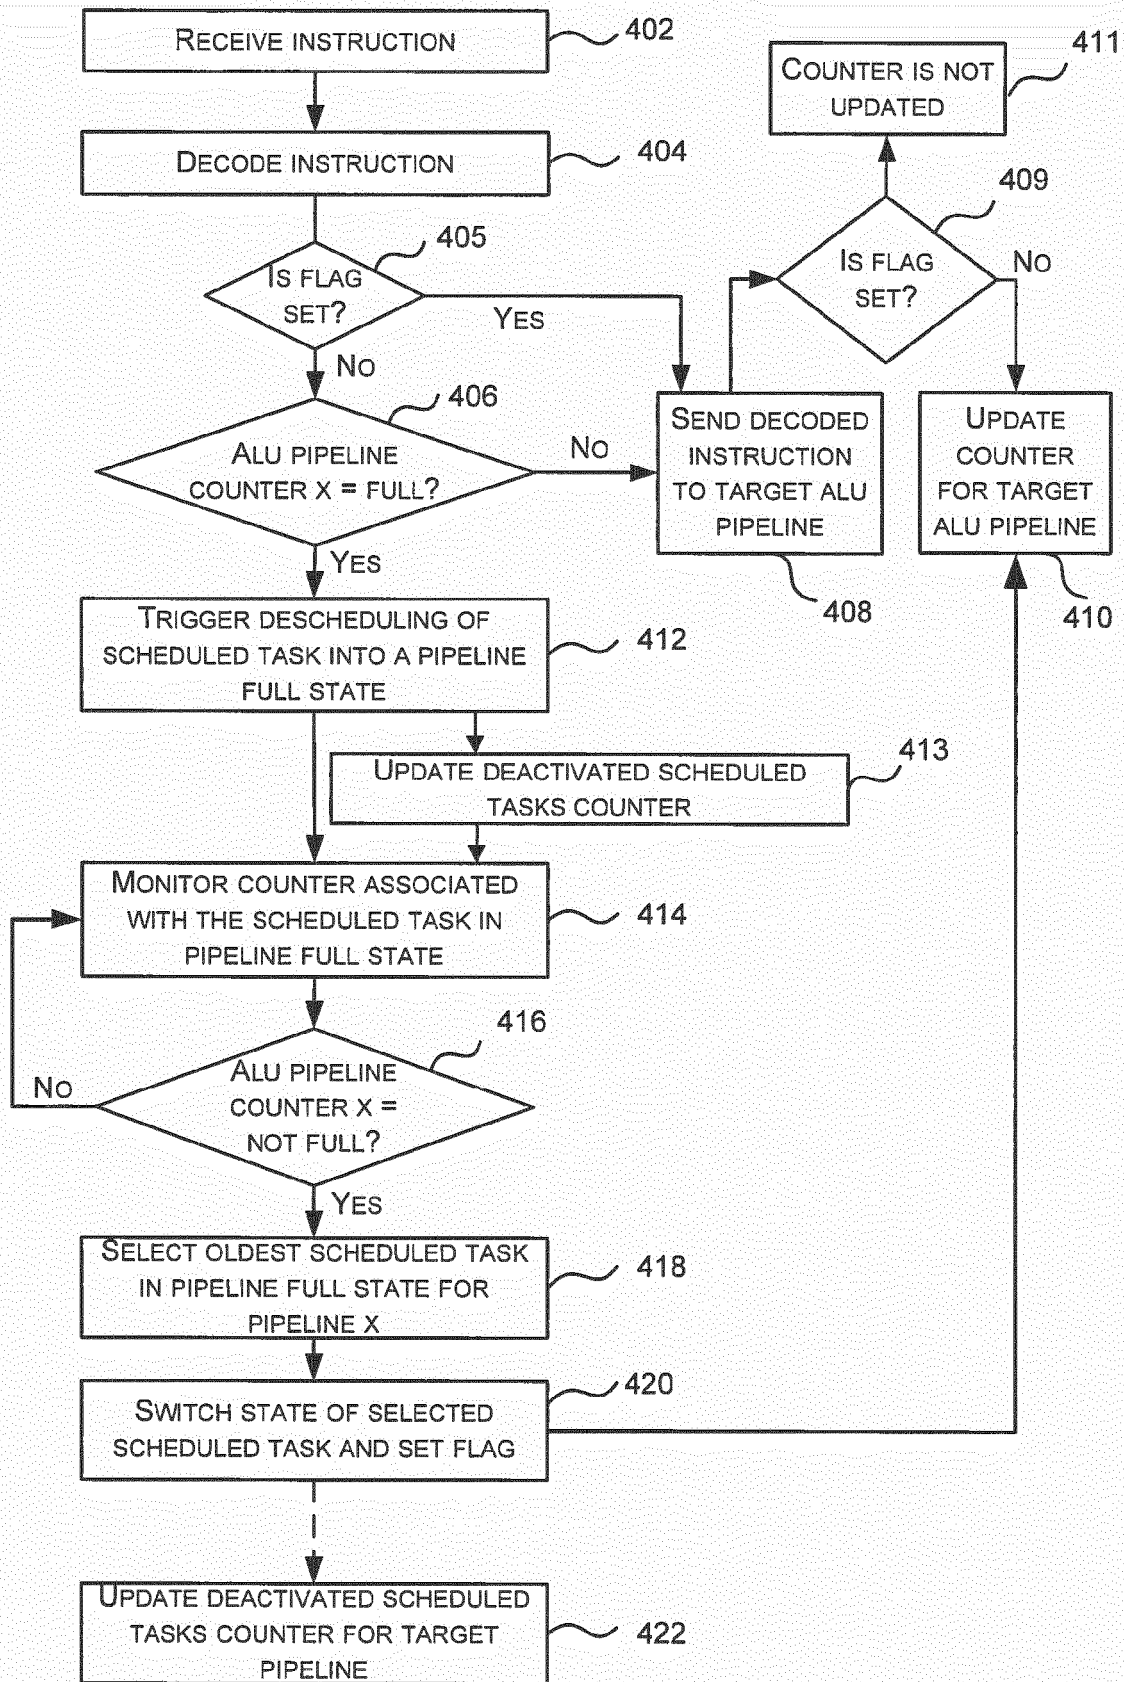 RECEIVE INSTRUCTION
402
DECODE INSTRUCTION
404
IS FLAG
SET?
405
YES
NO
ALU PIPELINE
COUNTER X = FULL?
406
NO
YES
SEND DECODED
INSTRUCTION
TO TARGET ALU
PIPELINE
408
IS FLAG
SET?
409
NO
COUNTER IS NOT
UPDATED
411
UPDATE
COUNTER
FOR TARGET
ALU PIPELINE
410
TRIGGER DESCHEDULING OF
SCHEDULED TASK INTO A PIPELINE
FULL STATE
412
UPDATE DEACTIVATED SCHEDULED
TASKS COUNTER
413
MONITOR COUNTER ASSOCIATED
WITH THE SCHEDULED TASK IN
PIPELINE FULL STATE
414
ALU PIPELINE
COUNTER X =
NOT FULL?
416
NO
YES
SELECT OLDEST SCHEDULED TASK
IN PIPELINE FULL STATE FOR
PIPELINE X
418
SWITCH STATE OF SELECTED
SCHEDULED TASK AND SET FLAG
420
UPDATE DEACTIVATED SCHEDULED
TASKS COUNTER FOR TARGET
PIPELINE
422